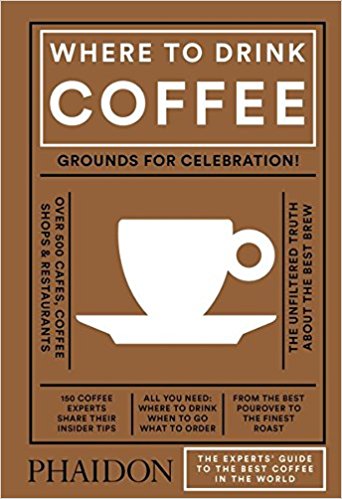 WHERE TO DRINK
COFFEE
GROUNDS FOR CELEBRATION!
OVER 500 CAFES, COFFEE
SHOPS & RESTAURANTS
THE UNFILTERED TRUTH
ABOUT THE BEST BREW
150 COFFEE
EXPERTS
SHARE THEIR
INSIDER TIPS
ALL YOU NEED:
WHERE TO DRINK
WHEN TO GO
WHAT TO ORDER
FROM THE BEST
POUROVER TO
THE FINEST
ROAST
PHAIDON
THE EXPERTS' GUIDE
TO THE BEST COFFEE
IN THE WORLD